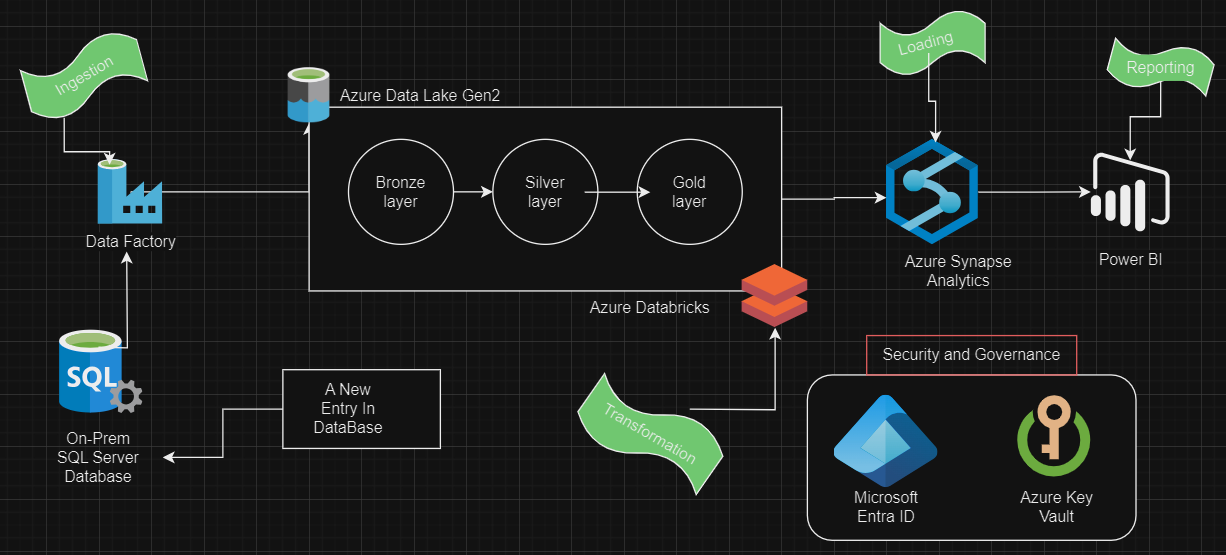 Ingestion
Loading
Reporting
Azure Data Lake Gen2
Bronze
layer
Silver
layer
Gold
layer
Data Factory
Azure Synapse
Analytics
Power BI
Azure Databricks
SQL
On-Prem
SQL Server
Database
A New
Entry In
DataBase
Transformation
Security and Governance
Microsoft
Entra ID
Azure Key
Vault